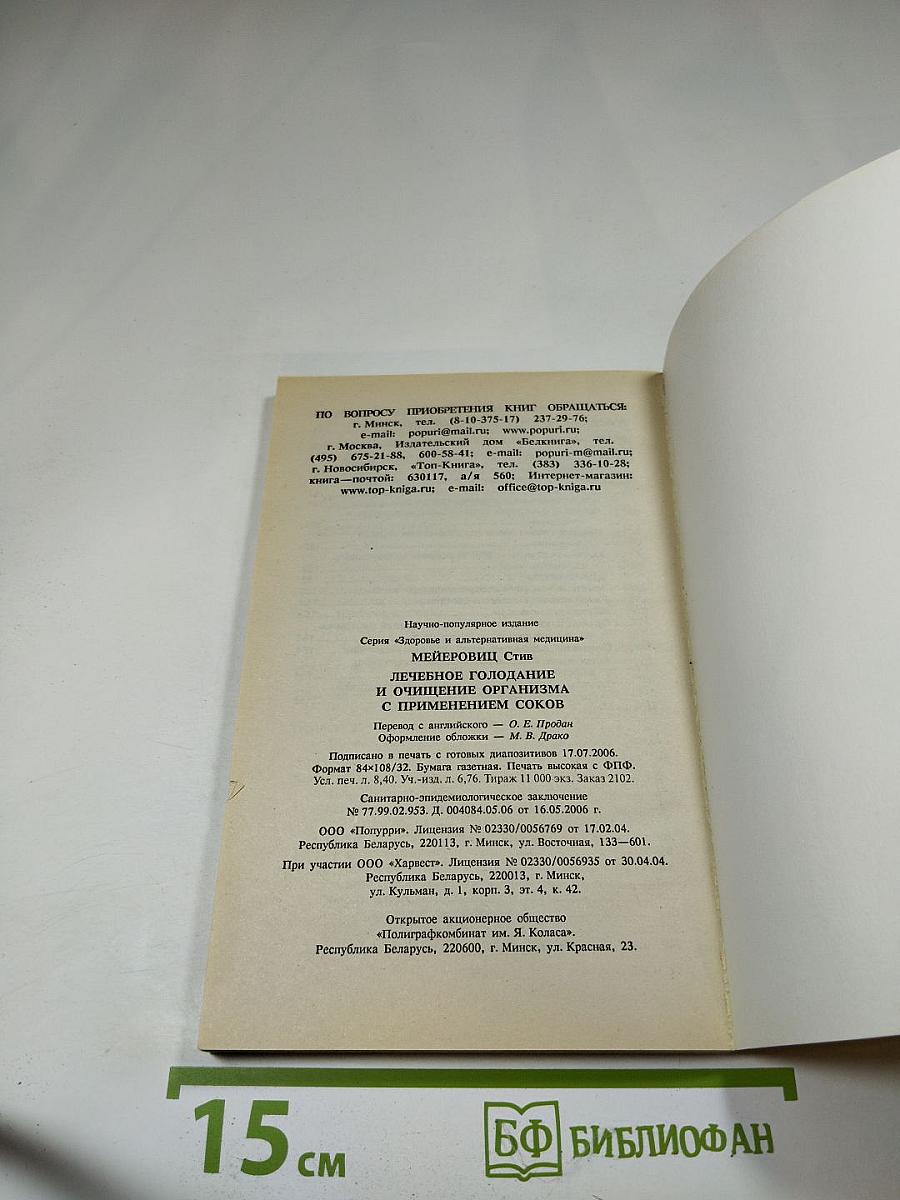 ПО ВОПРОСУ ПРИОБРЕТЕНИЯ КНИГ ОБРАЩАТЬСЯ:
г. Минск, тел. (8-10-375-17) 237-29-76;
e-mail: popuri@mail.ru; www.popuri.ru;
г. Москва, Издательский дом «Белкнига», тел.
(495) 675-21-88, 600-58-41; e-mail: popuri-m@mail.ru;
г. Новосибирск, «Топ-Книга», тел. (383) 336-10-28;
книга—почтой: 630117, а/я 560; Интернет-магазин:
www.top-kniga.ru; e-mail: office@top-kniga.ru
Научно-популярное издание
Серия «Здоровье и альтернативная медицина»
МЕЙЕРОВИЦ Стив
ЛЕЧЕБНОЕ ГОЛОДАНИЕ
И ОЧИЩЕНИЕ ОРГАНИЗМА
С ПРИМЕНЕНИЕМ СОКОВ
Перевод с английского — О. Е. Продан
Оформление обложки — М. В. Драко
Подписано в печать с готовых диапозитивов 17.07.2006.
Формат 84×108/32. Бумага газетная. Печать высокая с ФПФ.
Усл. печ. л. 8,40. Уч.-изд. л. 6,76. Тираж 11 000 экз. Заказ 2102.
Санитарно-эпидемиологическое заключение
№ 77.99.02.953. Д. 004084.05.06 от 16.05.2006 г.
ООО «Попурри». Лицензия № 02330/0056769 от 17.02.04.
Республика Беларусь, 220113, г. Минск, ул. Восточная, 133—601.
При участии ООО «Харвест». Лицензия № 02330/0056935 от 30.04.04.
Республика Беларусь, 220013, г. Минск,
ул. Кульман, д. 1, корп. 3, эт. 4, к. 42.
Открытое акционерное общество
«Полиграфкомбинат им. Я. Коласа».
Республика Беларусь, 220600, г. Минск, ул. Красная, 23.
15 см
БФ БИБЛИОФАН